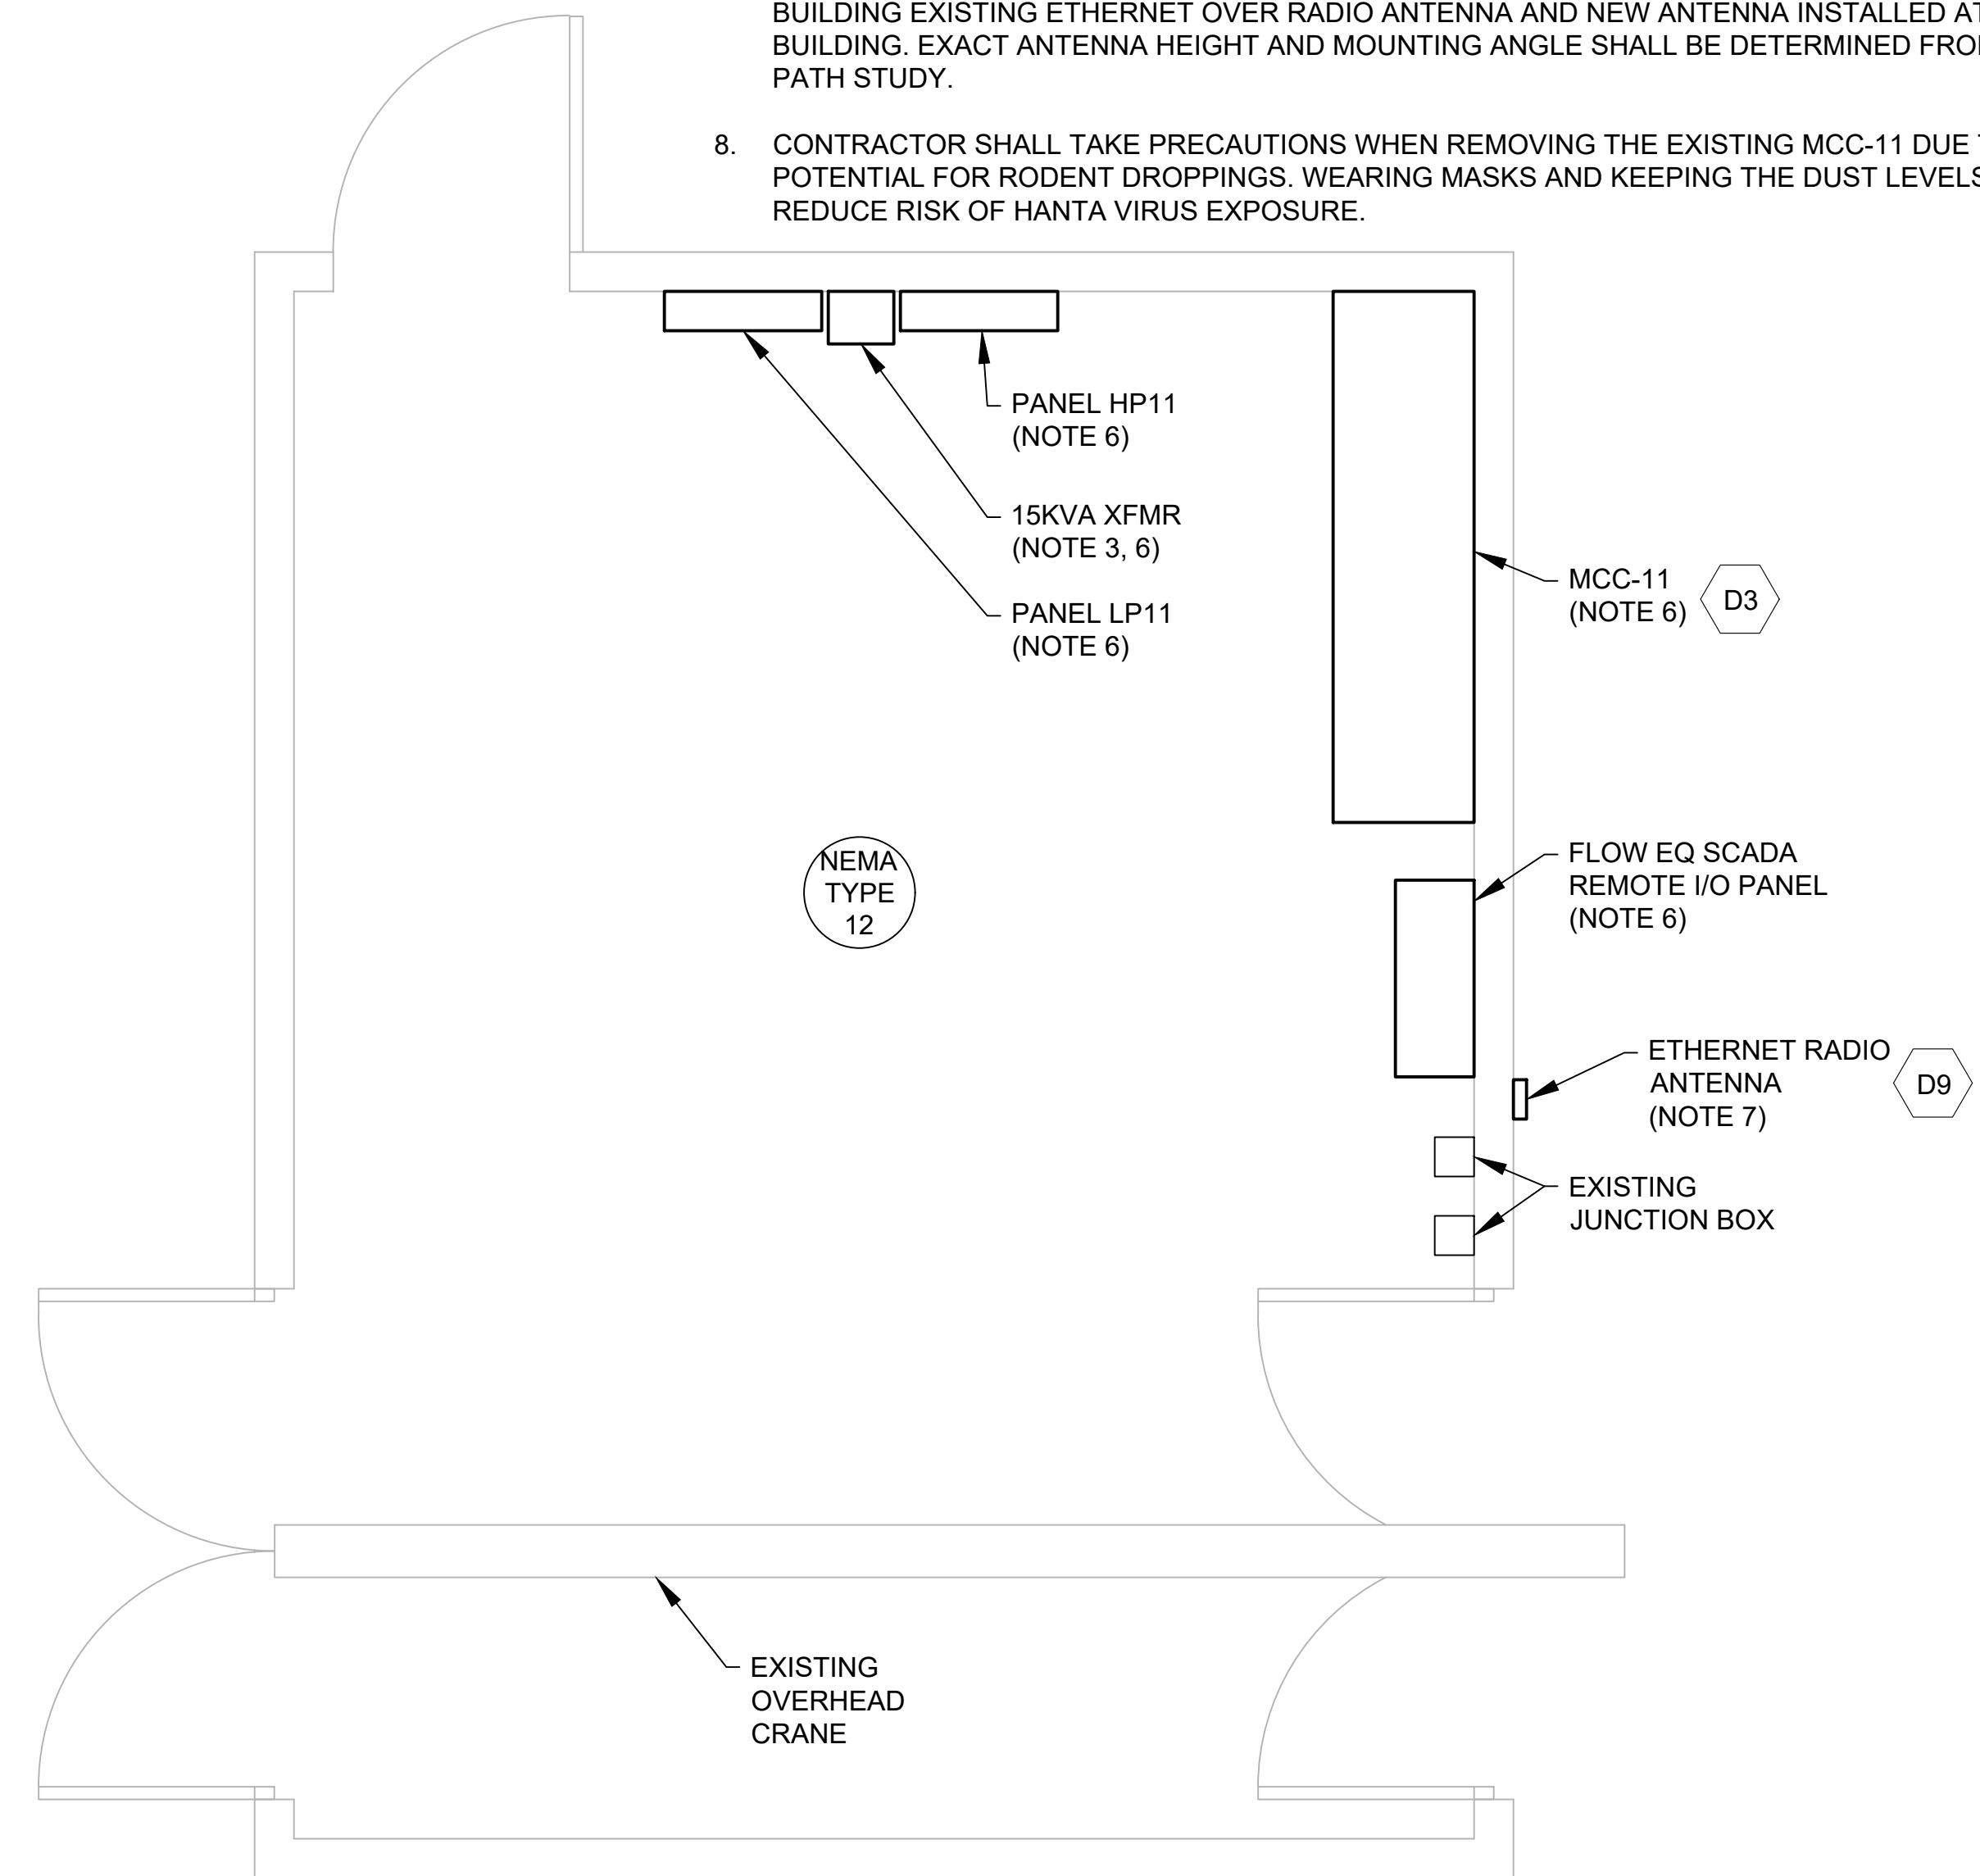 BUILDING EXISTING ETHERNET OVER RADIO ANTENNA AND NEW ANTENNA INSTALLED AT
BUILDING. EXACT ANTENNA HEIGHT AND MOUNTING ANGLE SHALL BE DETERMINED FROM
PATH STUDY.
8. CONTRACTOR SHALL TAKE PRECAUTIONS WHEN REMOVING THE EXISTING MCC-11 DUE
POTENTIAL FOR RODENT DROPPINGS. WEARING MASKS AND KEEPING THE DUST LEVELS
REDUCE RISK OF HANTA VIRUS EXPOSURE.
PANEL HP11
(NOTE 6)
15KVA XFMR
(NOTE 3, 6)
PANEL LP11
(NOTE 6)
MCC-11
(NOTE 6)
D3
NEMA
TYPE
12
FLOW EQ SCADA
REMOTE I/O PANEL
(NOTE 6)
ETHERNET RADIO
ANTENNA
(NOTE 7)
D9
EXISTING
JUNCTION BOX
EXISTING
OVERHEAD
CRANE